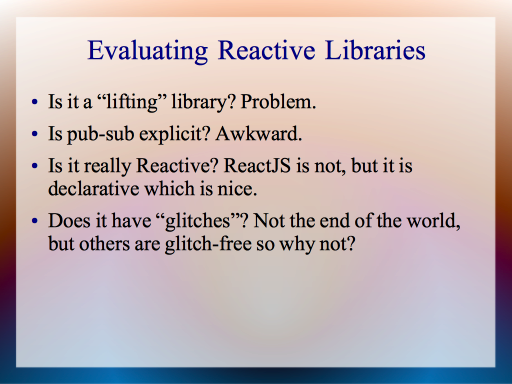 Evaluating Reactive Libraries
• Is it a “lifting” library? Problem.
• Is pub-sub explicit? Awkward.
• Is it really Reactive? ReactJS is not, but it is
declarative which is nice.
• Does it have “glitches”? Not the end of the world,
but others are glitch-free so why not?